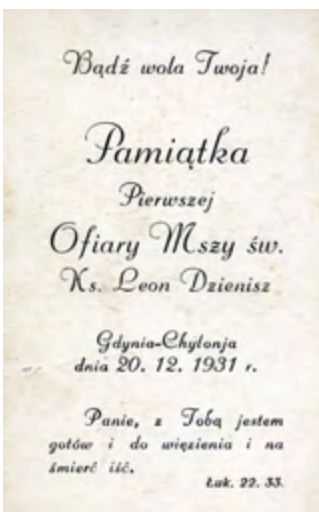 Bądź wola Twoja!
Pamiątka
Pierwszej
Ofiary Mszy św.
Ks. Leon Dzienisz
Gdynia-Chylonja
dnia 20. 12. 1931 r.
Panie, z Tobą jestem
gotów i do więzienia i na
śmierć iść.
Łuk. 22. 33.